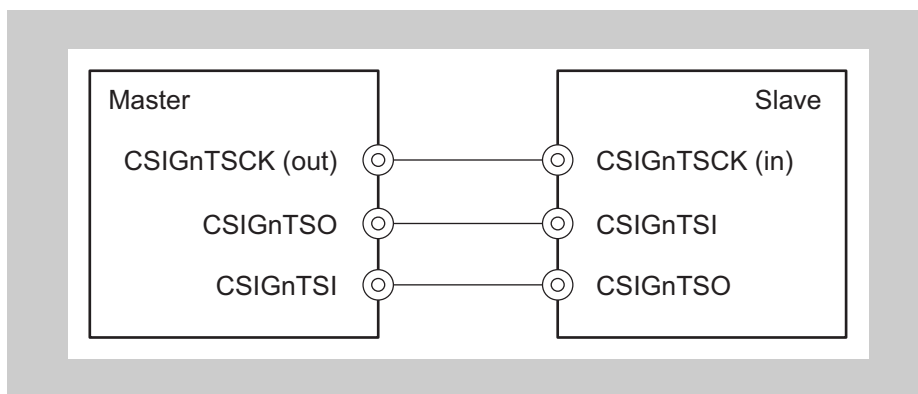 Master Slave
CSIGnTSCK (out) CSIGnTSCK (in)
CSIGnTSO CSIGnTSI
CSIGnTSI CSIGnTSO